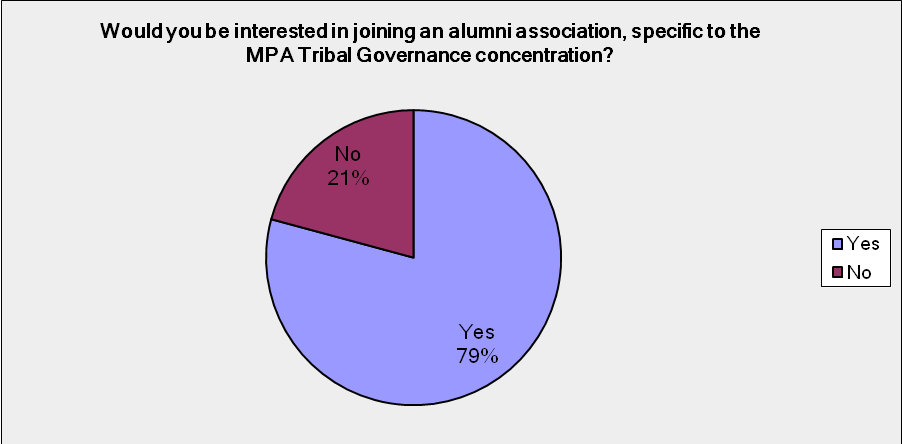 Would you be interested in joining an alumni association, specific to the
MPA Tribal Governance concentration?
No
21%
Yes
79%
Yes
No